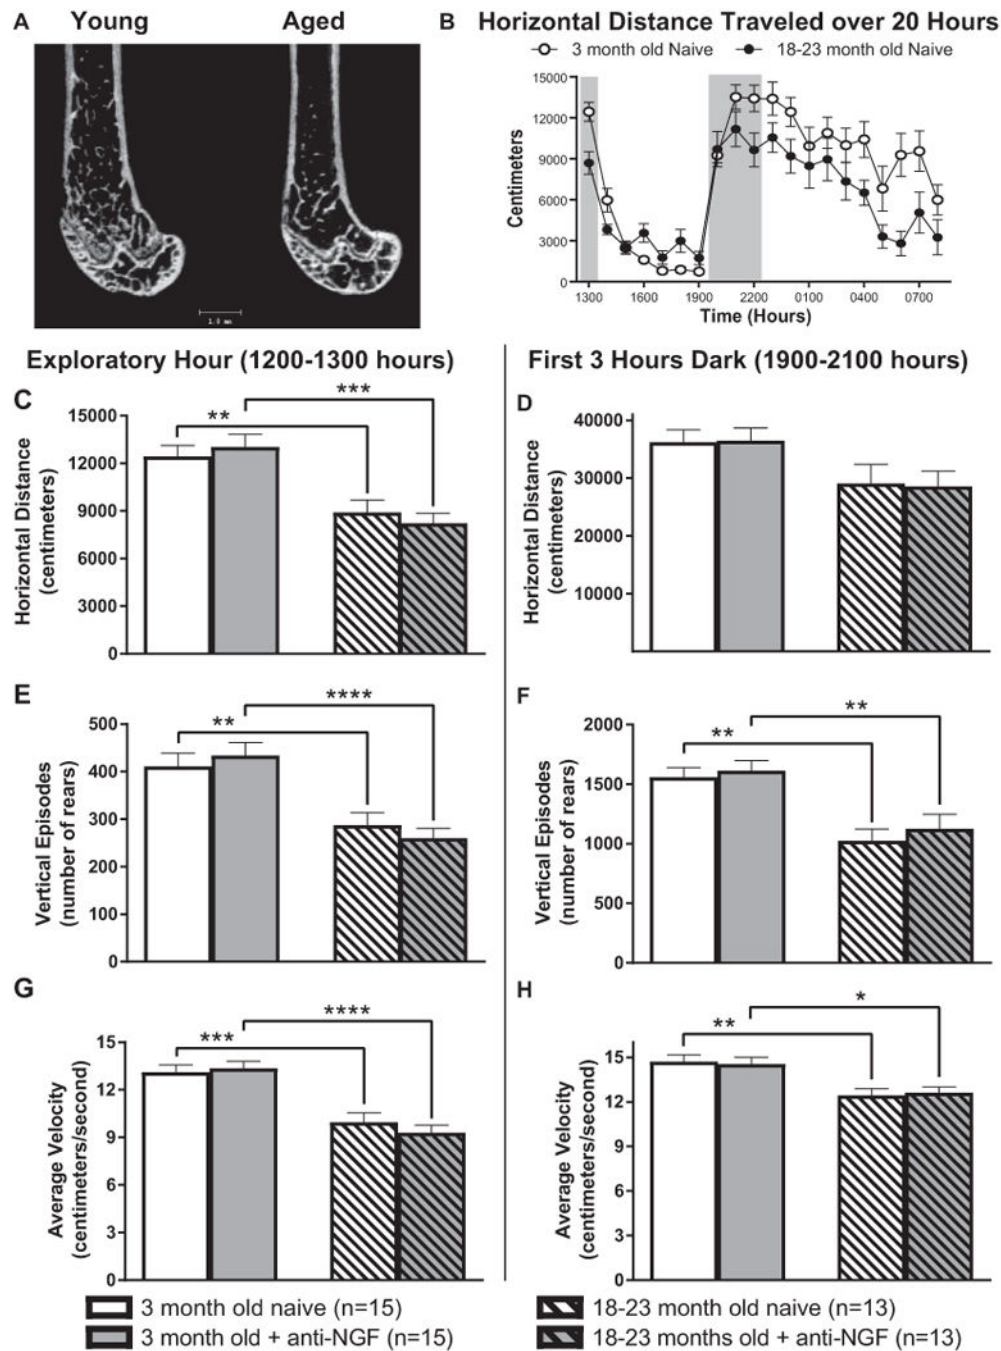 A Young Aged
1.0 mm
B Horizontal Distance Traveled over 20 Hours
3 month old Naive 18-23 month old Naive
Centimeters
15000
12000
9000
6000
3000
0
1300 1600 1900 2200 0100 0400 0700
Time (Hours)
Exploratory Hour (1200-1300 hours)
First 3 Hours Dark (1900-2100 hours)
C
Horizontal Distance
(centimeters)
15000
12000
9000
6000
3000
0
**
***
D
Horizontal Distance
(centimeters)
40000
30000
20000
10000
E
Vertical Episodes
(number of rears)
500
400
300
200
100
0
**
****
F
Vertical Episodes
(number of rears)
2000
1500
1000
500
0
**
**
G
Average Velocity
(centimeters/second)
15
12
9
6
3
0
***
****
H
Average Velocity
(centimeters/second)
15
12
9
6
3
0
**
*
3 month old naive (n=15)
3 month old + anti-NGF (n=15)
18-23 month old naive (n=13)
18-23 months old + anti-NGF (n=13)